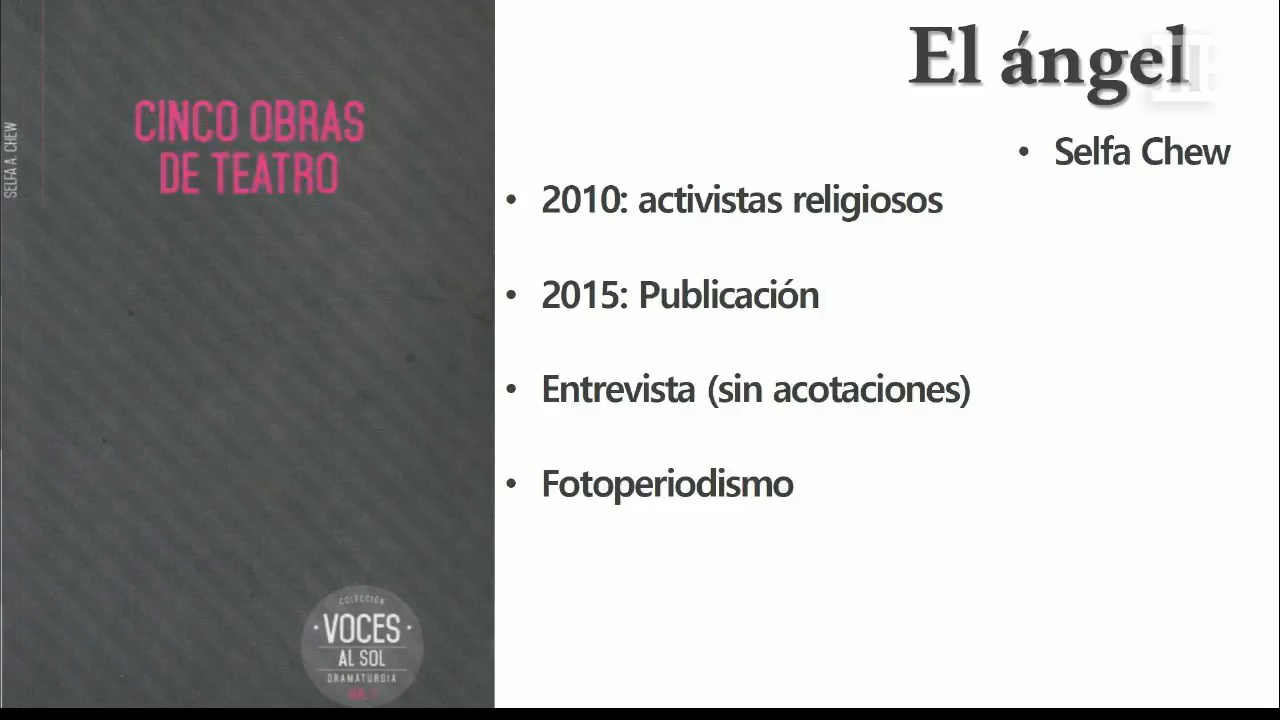 SELFA A. CHEW
CINCO OBRAS
DE TEATRO
COLECCIÓN
VOCES
AL SOL
DRAMATURGIA
El ángel
• Selfa Chew
• 2010: activistas religiosos
• 2015: Publicación
• Entrevista (sin acotaciones)
• Fotoperiodismo